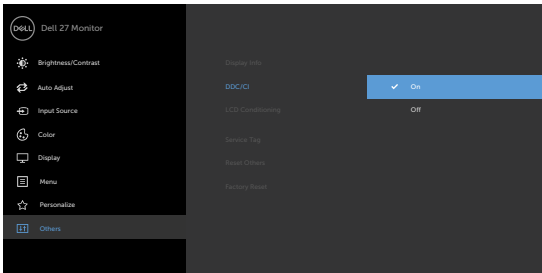 DELL Dell 27 Monitor
Brightness/Contrast
Display Info
Auto Adjust
DDC/CI
On
Input Source
LCD Conditioning
Off
Color
Service Tag
Display
Reset Others
Menu
Factory Reset
Personalize
Others